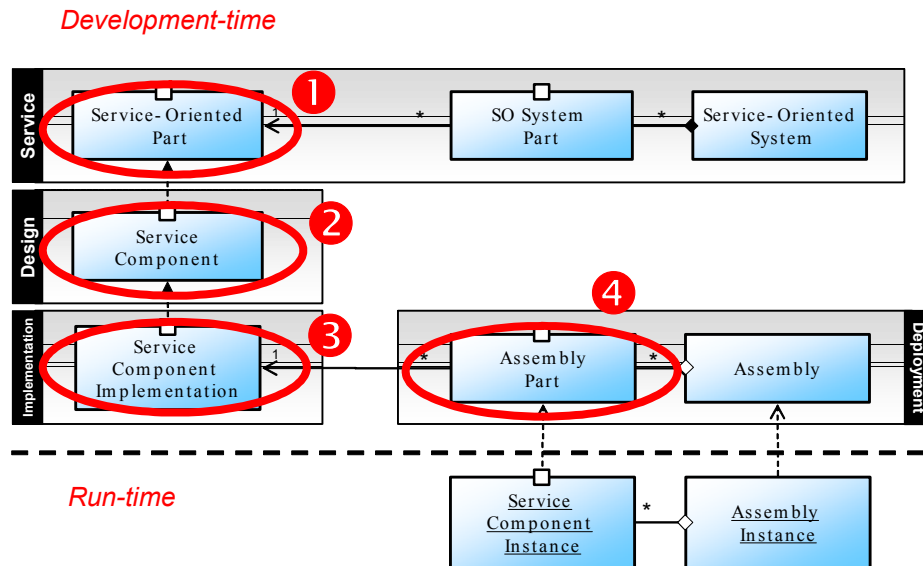 Development-time
Service
Service-Oriented
Part
1
1
*
SO System
Part
*
Service-Oriented
System
Design
Service
Component
2
Implementation
Service
Component
Implementation
1
3
*
4
Assembly
Part
*
Assembly
Deployment
Run-time
Service
Component
Instance
*
Assembly
Instance